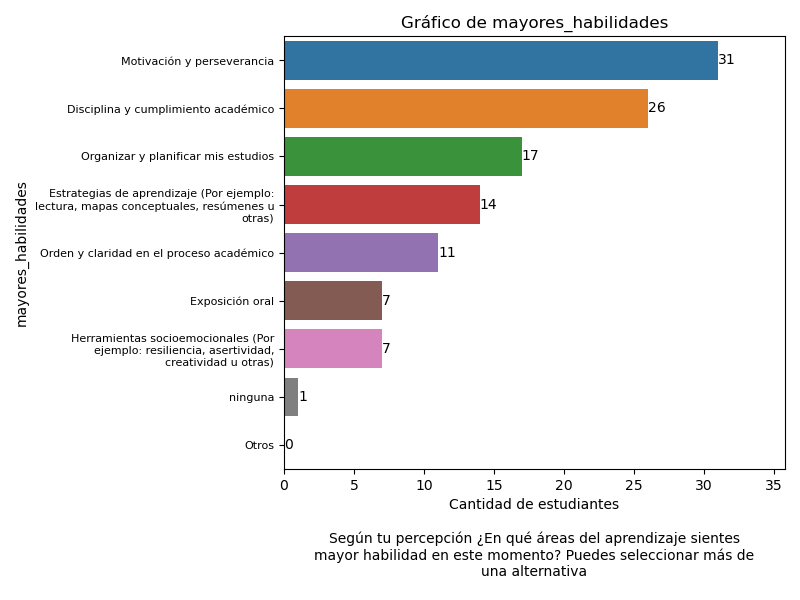 Gráfico de mayores_habilidades
Motivación y perseverancia
31
Disciplina y cumplimiento académico
26
Organizar y planificar mis estudios
17
Estrategias de aprendizaje (Por ejemplo:
lectura, mapas conceptuales, resúmenes u
otras)
14
Orden y claridad en el proceso académico
11
Exposición oral
7
Herramientas socioemocionales (Por
ejemplo: resiliencia, asertividad,
creatividad u otras)
7
ninguna
1
Otros
0
mayores_habilidades
0 5 10 15 20 25 30 35
Cantidad de estudiantes
Según tu percepción ¿En qué áreas del aprendizaje sientes
mayor habilidad en este momento? Puedes seleccionar más de
una alternativa